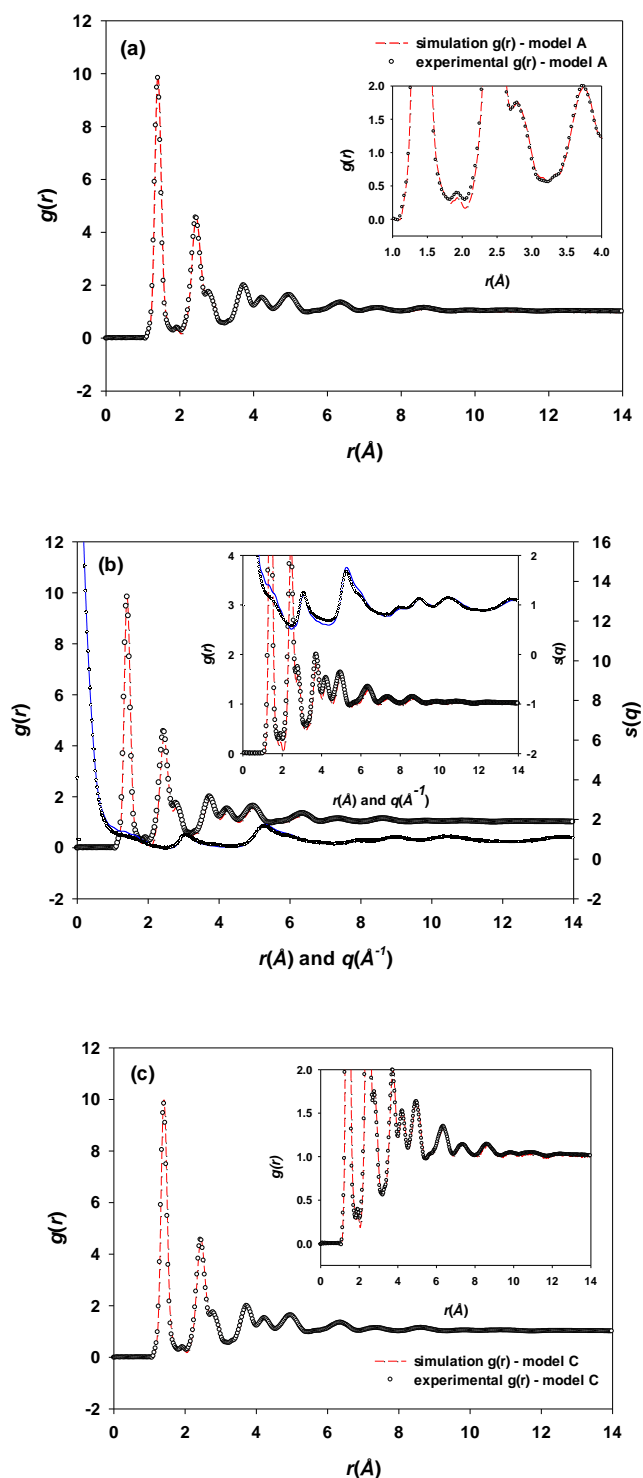 (a)
simulation g(r) - model A
experimental g(r) - model A
12
10
8
6
4
2
0
-2
g(r)
2.0
1.5
1.0
0.5
0.0
g(r)
1.0 1.5 2.0 2.5 3.0 3.5 4.0
r(Å)
0 2 4 6 8 10 12 14
r(Å)
(b)
12
10
8
6
4
2
0
-2
g(r)
4
3
2
1
0
g(r)
2
1
0
-1
-2
s(q)
0 2 4 6 8 10 12 14
r(Å) and q(Å⁻¹)
16
14
12
10
8
6
4
2
0
-2
s(q)
0 2 4 6 8 10 12 14
r(Å) and q(Å⁻¹)
(c)
12
10
8
6
4
2
0
-2
g(r)
2.0
1.5
1.0
0.5
0.0
g(r)
0 2 4 6 8 10 12 14
r(Å)
simulation g(r) - model C
experimental g(r) - model C
0 2 4 6 8 10 12 14
r(Å)